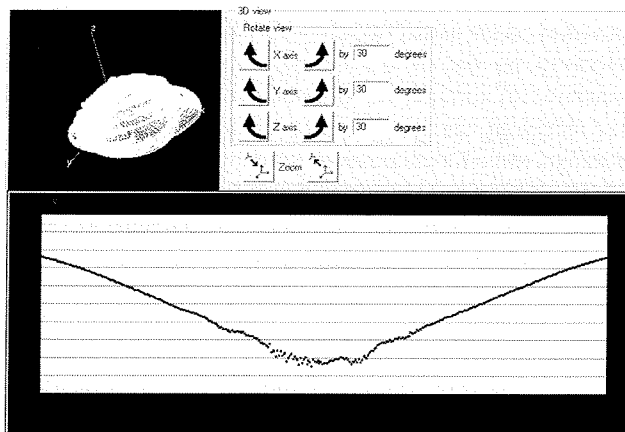 3D view
Rotate view
z
X axis by 30 degrees
Y axis by 30 degrees
x
Z axis by 30 degrees
y
Zoom